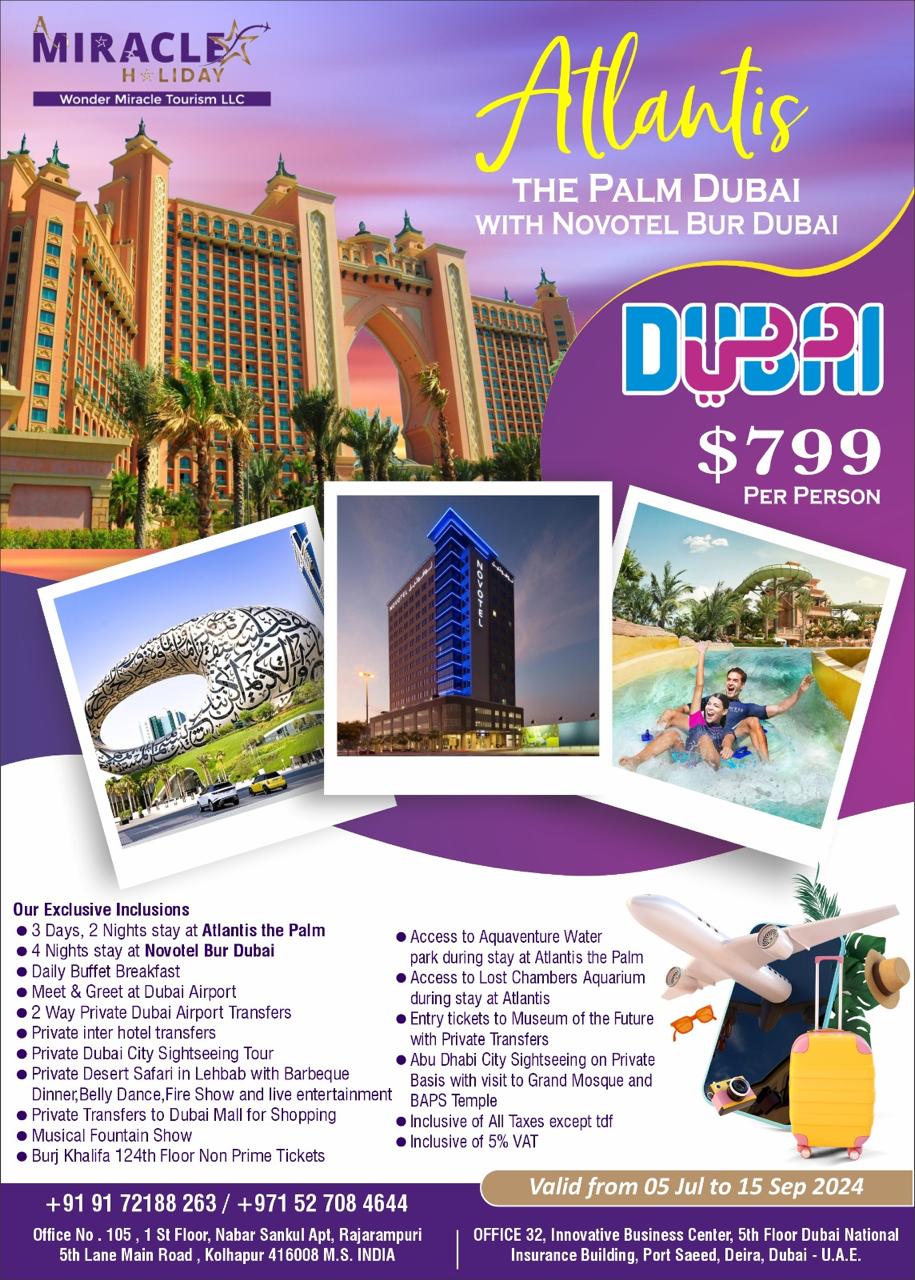 A
MIRACLE
HOLIDAY
Wonder Miracle Tourism LLC
Atlantis
THE PALM DUBAI
WITH NOVOTEL BUR DUBAI
DUBAI
$799
PER PERSON
NOVOTEL
NOVOTEL
Our Exclusive Inclusions
● 3 Days, 2 Nights stay at Atlantis the Palm
● 4 Nights stay at Novotel Bur Dubai
● Daily Buffet Breakfast
● Meet & Greet at Dubai Airport
● 2 Way Private Dubai Airport Transfers
● Private inter hotel transfers
● Private Dubai City Sightseeing Tour
● Private Desert Safari in Lehbab with Barbeque
Dinner,Belly Dance,Fire Show and live entertainment
● Private Transfers to Dubai Mall for Shopping
● Musical Fountain Show
● Burj Khalifa 124th Floor Non Prime Tickets
● Access to Aquaventure Water
park during stay at Atlantis the Palm
● Access to Lost Chambers Aquarium
during stay at Atlantis
● Entry tickets to Museum of the Future
with Private Transfers
● Abu Dhabi City Sightseeing on Private
Basis with visit to Grand Mosque and
BAPS Temple
● Inclusive of All Taxes except tdf
● Inclusive of 5% VAT
Valid from 05 Jul to 15 Sep 2024
+91 91 72188 263 / +971 52 708 4644
Office No . 105 , 1 St Floor, Nabar Sankul Apt, Rajarampuri
5th Lane Main Road , Kolhapur 416008 M.S. INDIA
OFFICE 32, Innovative Business Center, 5th Floor Dubai National
Insurance Building, Port Saeed, Deira, Dubai - U.A.E.